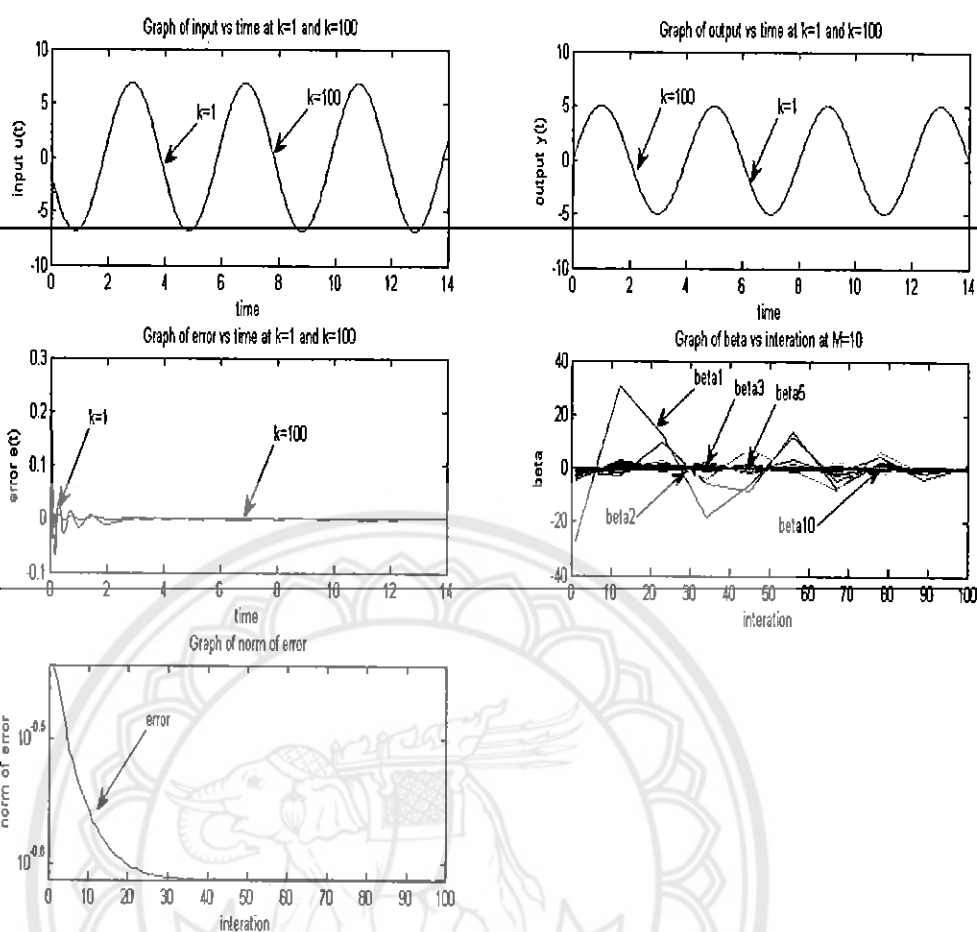 Graph of input vs time at k=1 and k=100
10
5
0
-5
-10
input u(t)
k=1
k=100
0 2 4 6 8 10 12 14
time
Graph of output vs time at k=1 and k=100
10
5
0
-5
-10
output y(t)
k=100
k=1
0 2 4 6 8 10 12 14
time
Graph of error vs time at k=1 and k=100
0.3
0.2
0.1
0
-0.1
error e(t)
k=1
k=100
0 2 4 6 8 10 12 14
time
Graph of beta vs interation at M=10
40
20
0
-20
-40
beta
beta1
beta3
beta5
beta2
beta10
0 10 20 30 40 50 60 70 80 90 100
interation
Graph of norm of error
10^-0.5
10^-0.6
norm of error
error
0 10 20 30 40 50 60 70 80 90 100
interation